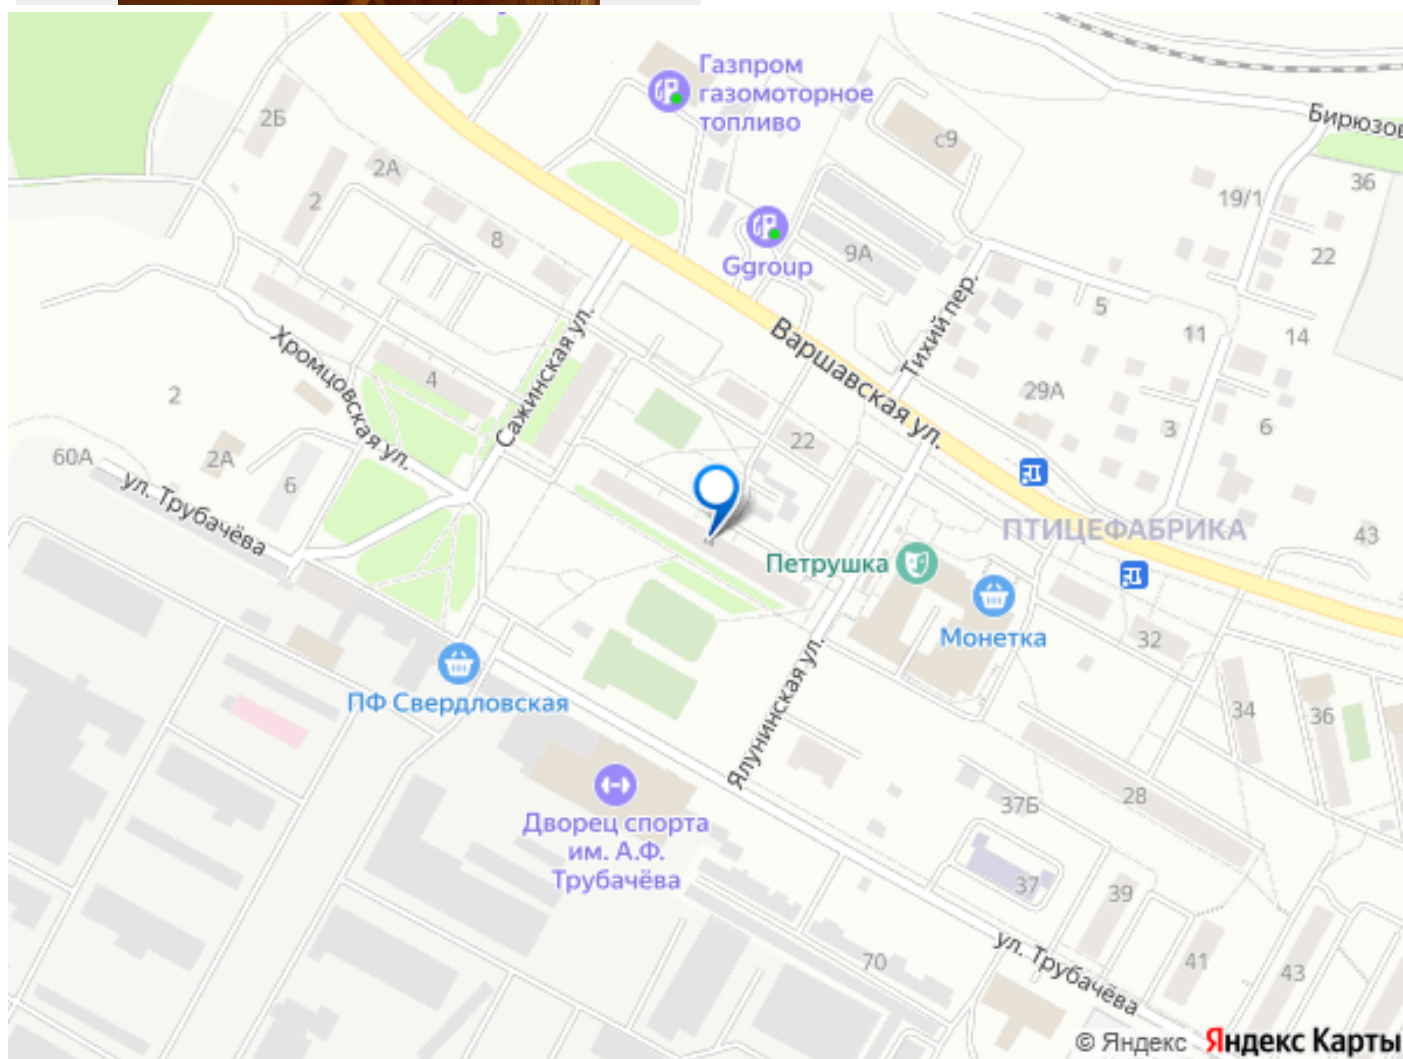 Газпром
газомоторное
топливо
Бирюзов
2Б
с9
2А
36
19/1
2
8
9А
22
Ggroup
5
Тихий пер.
11
14
Варшавская ул.
Сажинская ул.
Хромцовская ул.
4
29А
2
22
3
6
60А
2А
6
ул. Трубачёва
ПТИЦЕФАБРИКА
43
Петрушка
Монетка
32
Ялунинская ул.
ПФ Свердловская
34
36
28
37Б
Дворец спорта
им. А.Ф.
Трубачёва
37
39
70
ул. Трубачёва
41
43
© Яндекс Яндекс Карты